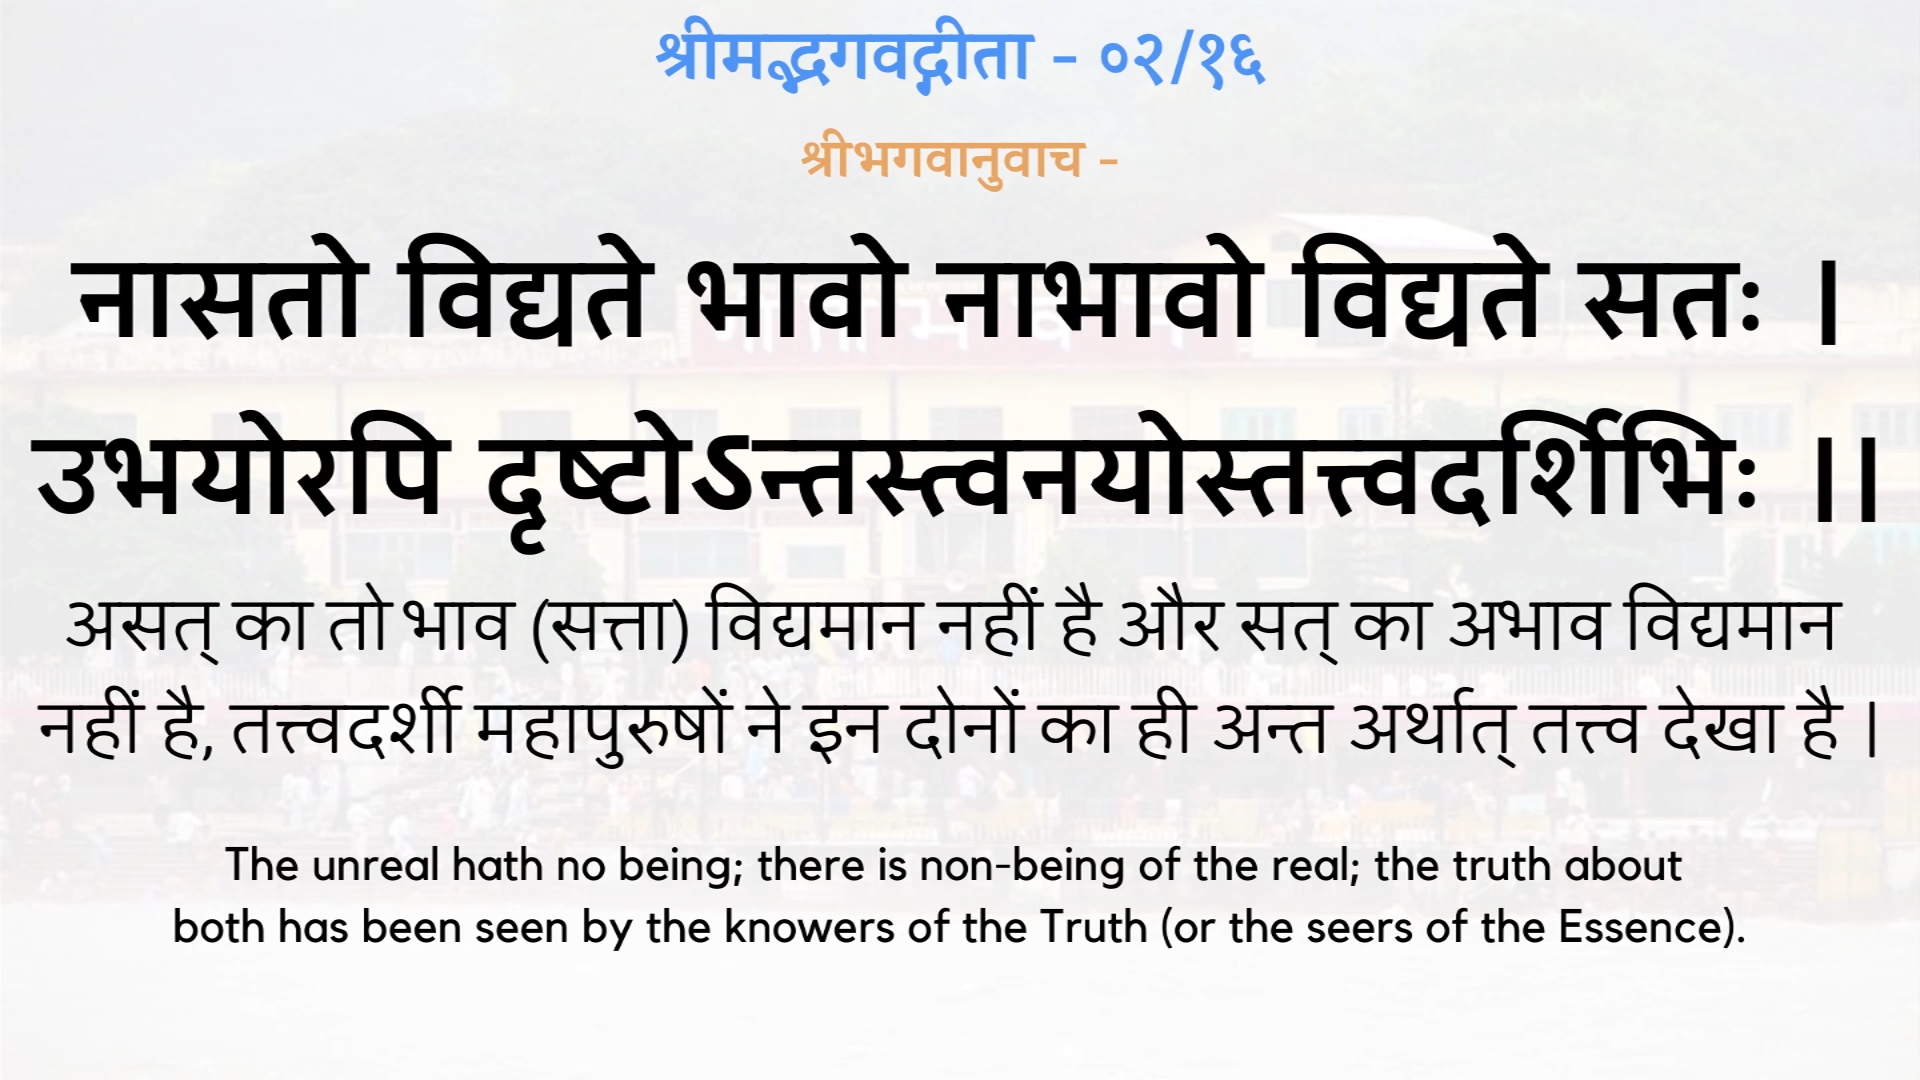 श्रीमद्भगवद्गीता - ०२/१६
श्रीभगवानुवाच -
नासतो विद्यते भावो नाभावो विद्यते सतः ।
उभयोरपि दृष्टोऽन्तस्त्वनयोस्तत्त्वदर्शिभिः ।।
असत् का तो भाव (सत्ता) विद्यमान नहीं है और सत् का अभाव विद्यमान
नहीं है, तत्त्वदर्शी महापुरुषों ने इन दोनों का ही अन्त अर्थात् तत्त्व देखा है |
The unreal hath no being; there is non-being of the real; the truth about
both has been seen by the knowers of the Truth (or the seers of the Essence).